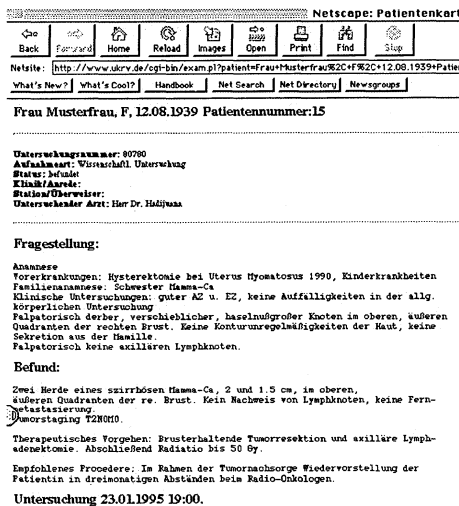 Netscape: Patientenkart
Back Forward Home Reload Images Open Print Find Stop
Netsite: http://www.ukrv.de/cgi-bin/exam.pl?patient=Frau+Musterfrau%2C+F%2C+12.08.1939+Patie
What's New? What's Cool? Handbook Net Search Net Directory Newsgroups
Frau Musterfrau, F, 12.08.1939 Patientennummer:15
Untersuchungsnummer: 80780
Aufnahmeart: Wissenschaftl. Untersuchung
Status: befundet
Klinik/Anrede:
Station/Überweiser:
Untersuchender Arzt: Herr Dr.
Fragestellung:
Anamnese
Vorerkrankungen: Hysterektomie bei Uterus Myomatosus 1990, Kinderkrankheiten
Familienanamnese: Schwester Mamma-Ca
Klinische Untersuchungen: guter AZ u. EZ, keine Auffälligkeiten in der allg.
körperlichen Untersuchung
Palpatorisch derber, verschieblicher, haselnußgroßer Knoten im oberen, äußeren
Quadranten der rechten Brust. Keine Konturunregelmäßigkeiten der Haut, keine
Sekretion aus der Mamille.
Palpatorisch keine axillären Lymphknoten.
Befund:
Zwei Herde eines szirrhösen Mamma-Ca, 2 und 1.5 cm, im oberen,
äußeren Quadranten der re. Brust. Kein Nachweis von Lymphknoten, keine Fern-
metastasierung.
Tumorstaging T2N0M0.
Therapeutisches Vorgehen: Brusterhaltende Tumorresektion und axilläre Lymph-
adenektomie. Abschließend Radiatio bis 50 Gy.
Empfohlenes Procedere: Im Rahmen der Tumornachsorge Wiedervorstellung der
Patientin in dreimonatigen Abständen beim Radio-Onkologen.
Untersuchung 23.01.1995 19:00.